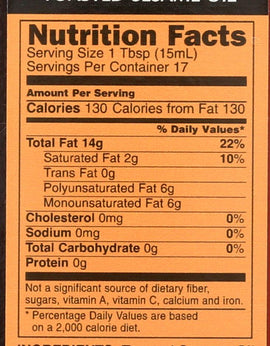 TOASTED SESAME OIL
Nutrition Facts
Serving Size 1 Tbsp (15mL)
Servings Per Container 17
Amount Per Serving
Calories 130 Calories from Fat 130
% Daily Values*
Total Fat 14g 22%
Saturated Fat 2g 10%
Trans Fat 0g
Polyunsaturated Fat 6g
Monounsaturated Fat 6g
Cholesterol 0mg 0%
Sodium 0mg 0%
Total Carbohydrate 0g 0%
Protein 0g
Not a significant source of dietary fiber,
sugars, vitamin A, vitamin C, calcium and iron.
* Percentage Daily Values are based
on a 2,000 calorie diet.